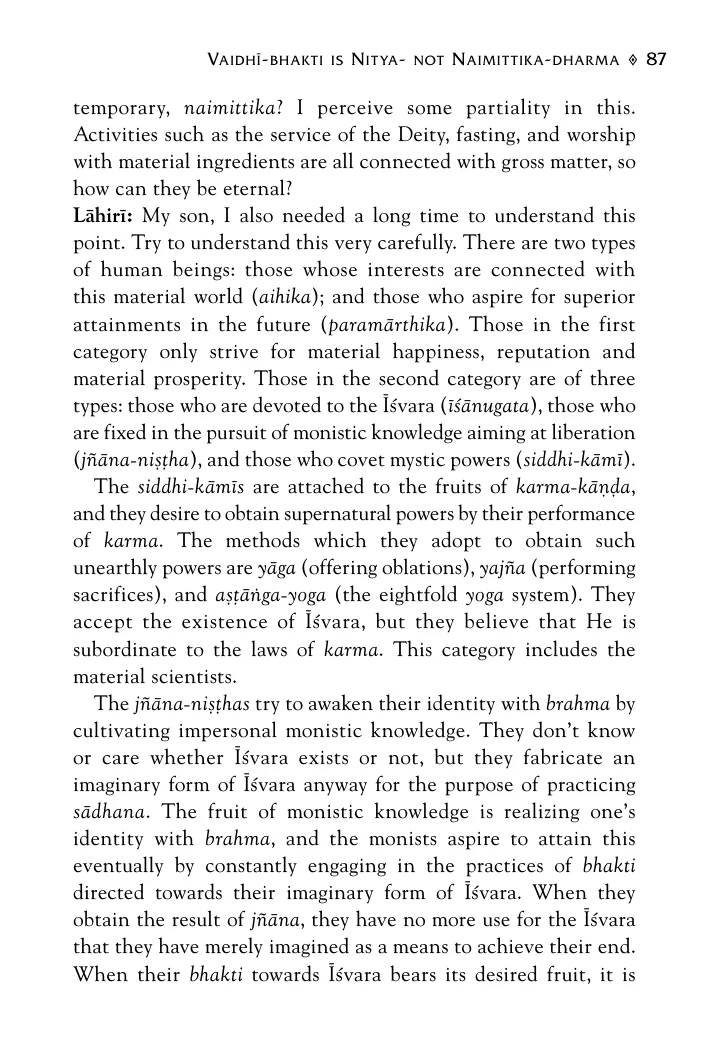 VAIDHĪ-BHAKTI IS NITYA- NOT NAIMITTIKA-DHARMA ◈ 87
temporary, naimittika? I perceive some partiality in this.
Activities such as the service of the Deity, fasting, and worship
with material ingredients are all connected with gross matter, so
how can they be eternal?
Lāhirī: My son, I also needed a long time to understand this
point. Try to understand this very carefully. There are two types
of human beings: those whose interests are connected with
this material world (aihika); and those who aspire for superior
attainments in the future (paramārthika). Those in the first
category only strive for material happiness, reputation and
material prosperity. Those in the second category are of three
types: those who are devoted to the Īśvara (īśānugata), those who
are fixed in the pursuit of monistic knowledge aiming at liberation
(jñāna-niṣṭha), and those who covet mystic powers (siddhi-kāmī).
The siddhi-kāmīs are attached to the fruits of karma-kāṇḍa,
and they desire to obtain supernatural powers by their performance
of karma. The methods which they adopt to obtain such
unearthly powers are yāga (offering oblations), yajña (performing
sacrifices), and aṣṭāṅga-yoga (the eightfold yoga system). They
accept the existence of Īśvara, but they believe that He is
subordinate to the laws of karma. This category includes the
material scientists.
The jñāna-niṣṭhas try to awaken their identity with brahma by
cultivating impersonal monistic knowledge. They don't know
or care whether Īśvara exists or not, but they fabricate an
imaginary form of Īśvara anyway for the purpose of practicing
sādhana. The fruit of monistic knowledge is realizing one's
identity with brahma, and the monists aspire to attain this
eventually by constantly engaging in the practices of bhakti
directed towards their imaginary form of Īśvara. When they
obtain the result of jñāna, they have no more use for the Īśvara
that they have merely imagined as a means to achieve their end.
When their bhakti towards Īśvara bears its desired fruit, it is